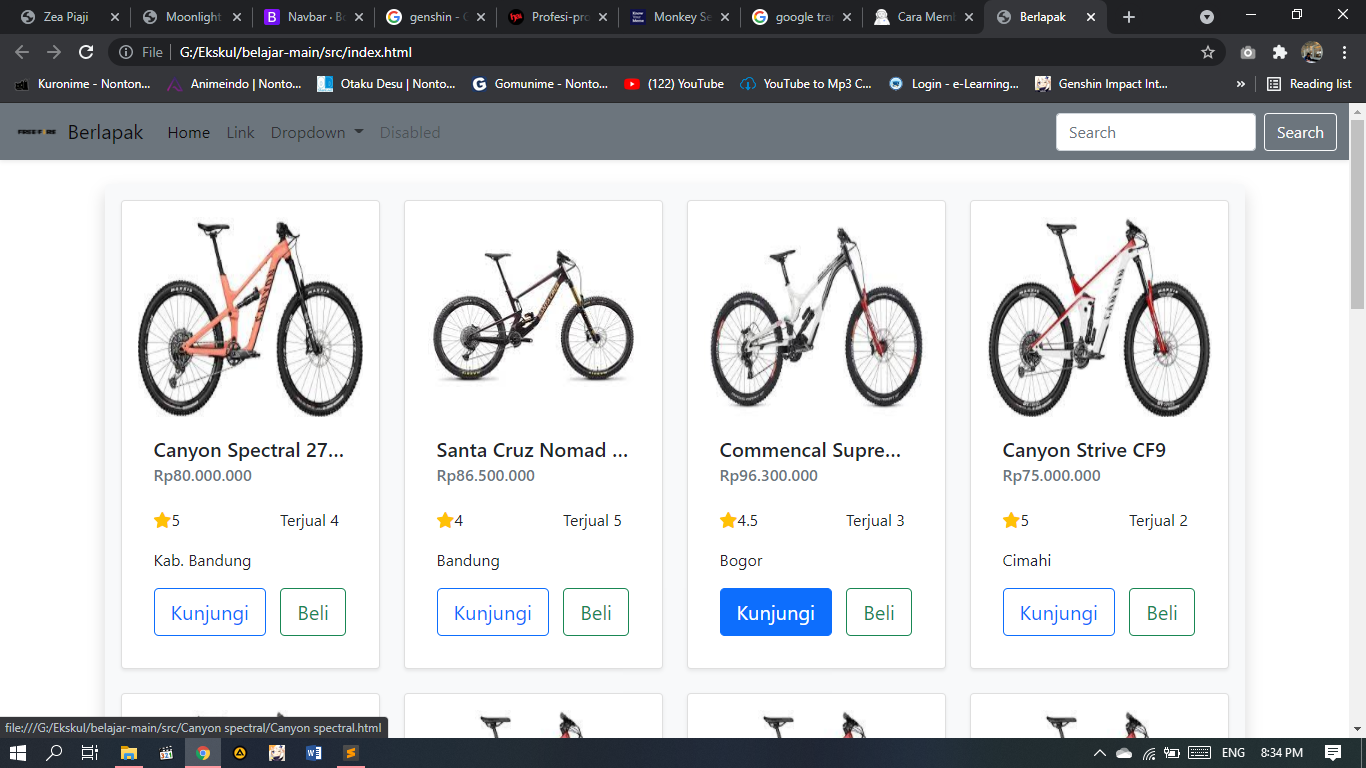 Zea Piaji
Moonlight
Navbar · Bo
genshin - G
Profesi-pro
Monkey Se
google tran
Cara Memb
Berlapak
File G:/Ekskul/belajar-main/src/index.html
Kuronime - Nonton...
Animeindo | Nonto...
Otaku Desu | Nonto...
Gomunime - Nonto...
(122) YouTube
YouTube to Mp3 C...
Login - e-Learning...
Genshin Impact Int...
»
Reading list
FREE FIRE Berlapak Home Link Dropdown Disabled Search Search
Canyon Spectral 27...
Rp80.000.000
5 Terjual 4
Kab. Bandung
Kunjungi Beli
Santa Cruz Nomad ...
Rp86.500.000
4 Terjual 5
Bandung
Kunjungi Beli
Commencal Supre...
Rp96.300.000
4.5 Terjual 3
Bogor
Kunjungi Beli
Canyon Strive CF9
Rp75.000.000
5 Terjual 2
Cimahi
Kunjungi Beli
file:///G:/Ekskul/belajar-main/src/Canyon spectral/Canyon spectral.html
ENG 8:34 PM